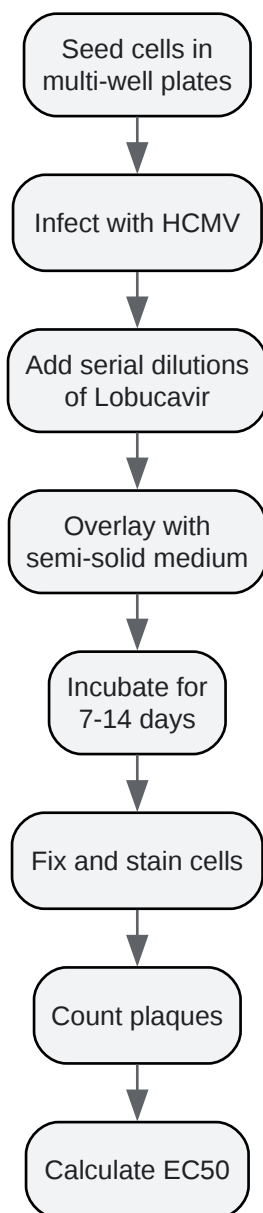 Seed cells in
multi-well plates
Infect with HCMV
Add serial dilutions
of Lobucavir
Overlay with
semi-solid medium
Incubate for
7-14 days
Fix and stain cells
Count plaques
Calculate EC50